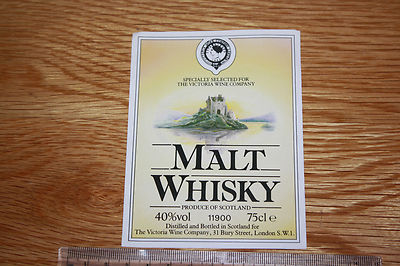 SPECIALLY SELECTED FOR
THE VICTORIA WINE COMPANY
MALT
WHISKY
PRODUCE OF SCOTLAND
40%vol 11900 75cl e
Distilled and Bottled in Scotland for
The Victoria Wine Company, 31 Bury Street, London S.W.1.